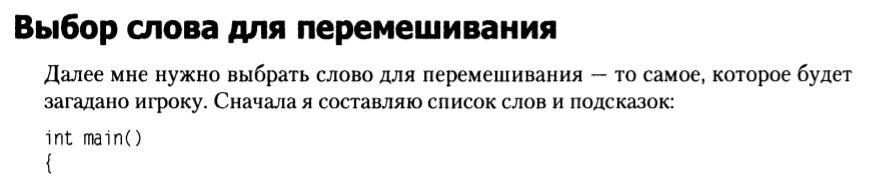 Выбор слова для перемешивания
Далее мне нужно выбрать слово для перемешивания — то самое, которое будет
загадано игроку. Сначала я составляю список слов и подсказок:
int main()
{